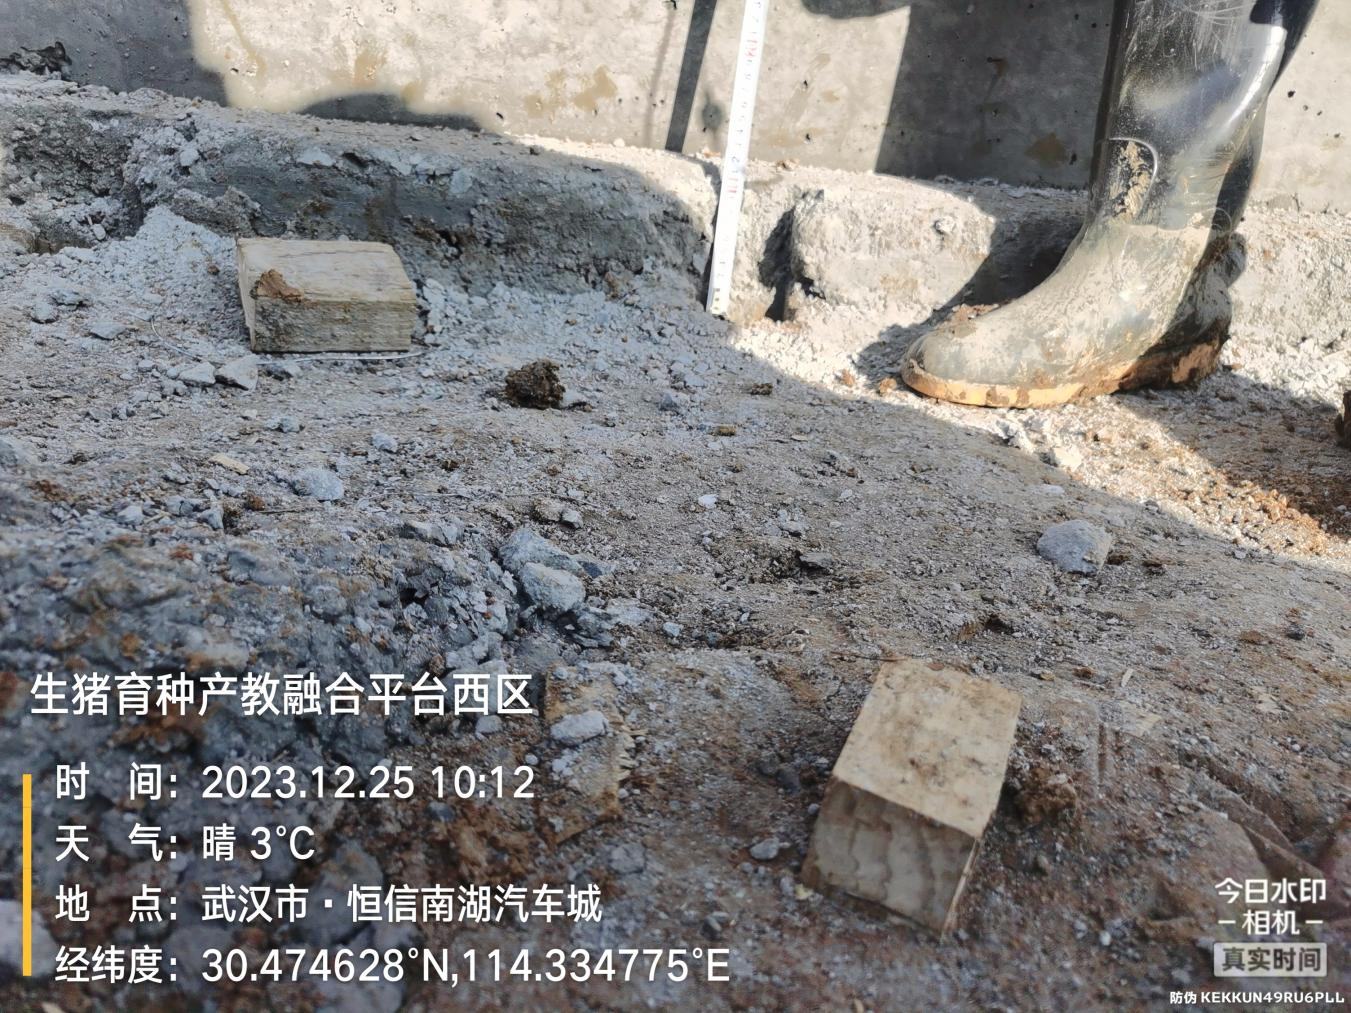 生猪育种产教融合平台西区
时 间：2023.12.25 10:12
天 气：晴 3℃
地 点：武汉市·恒信南湖汽车城
经纬度：30.474628°N,114.334775°E
今日水印
相机
真实时间
防伪 KEKKUN49RU6PLL